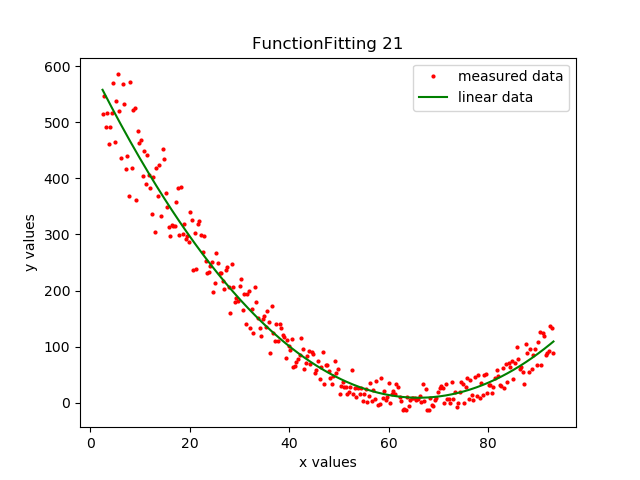 FunctionFitting 21
measured data
linear data
600
500
400
300
200
100
0
y values
0
20
40
60
80
x values